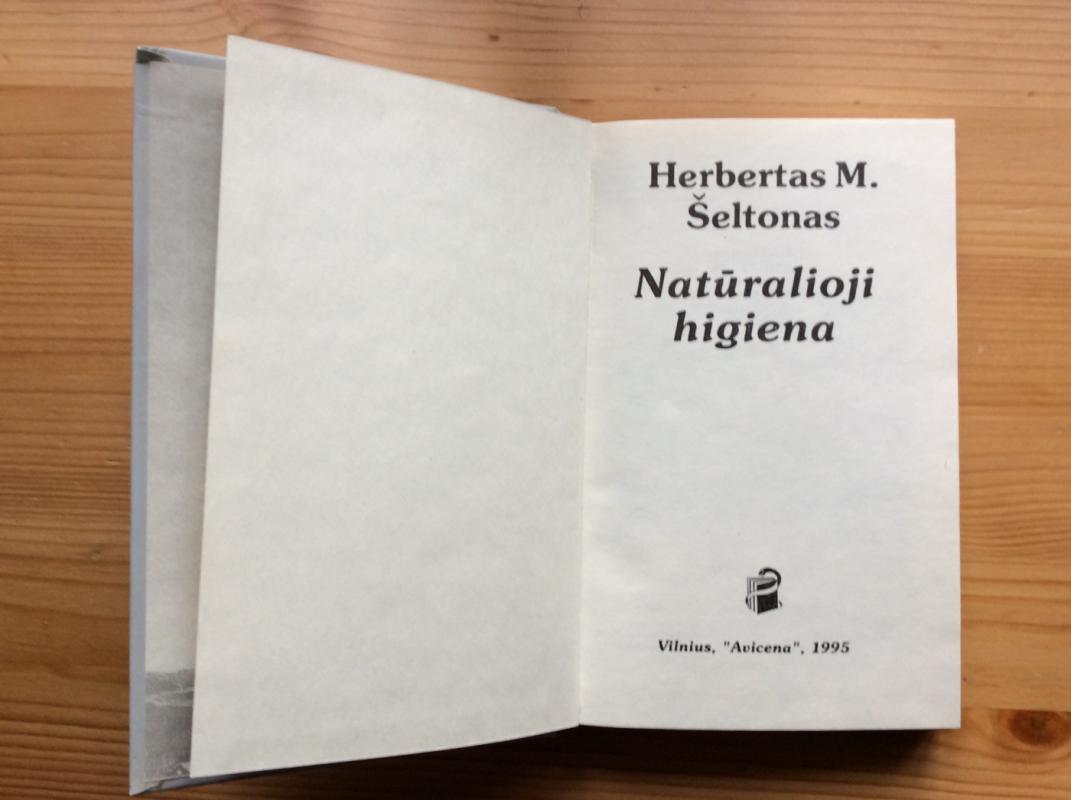 Herbertas M.
Šeltonas
Natūralioji
higiena
Vilnius, "Avicena", 1995